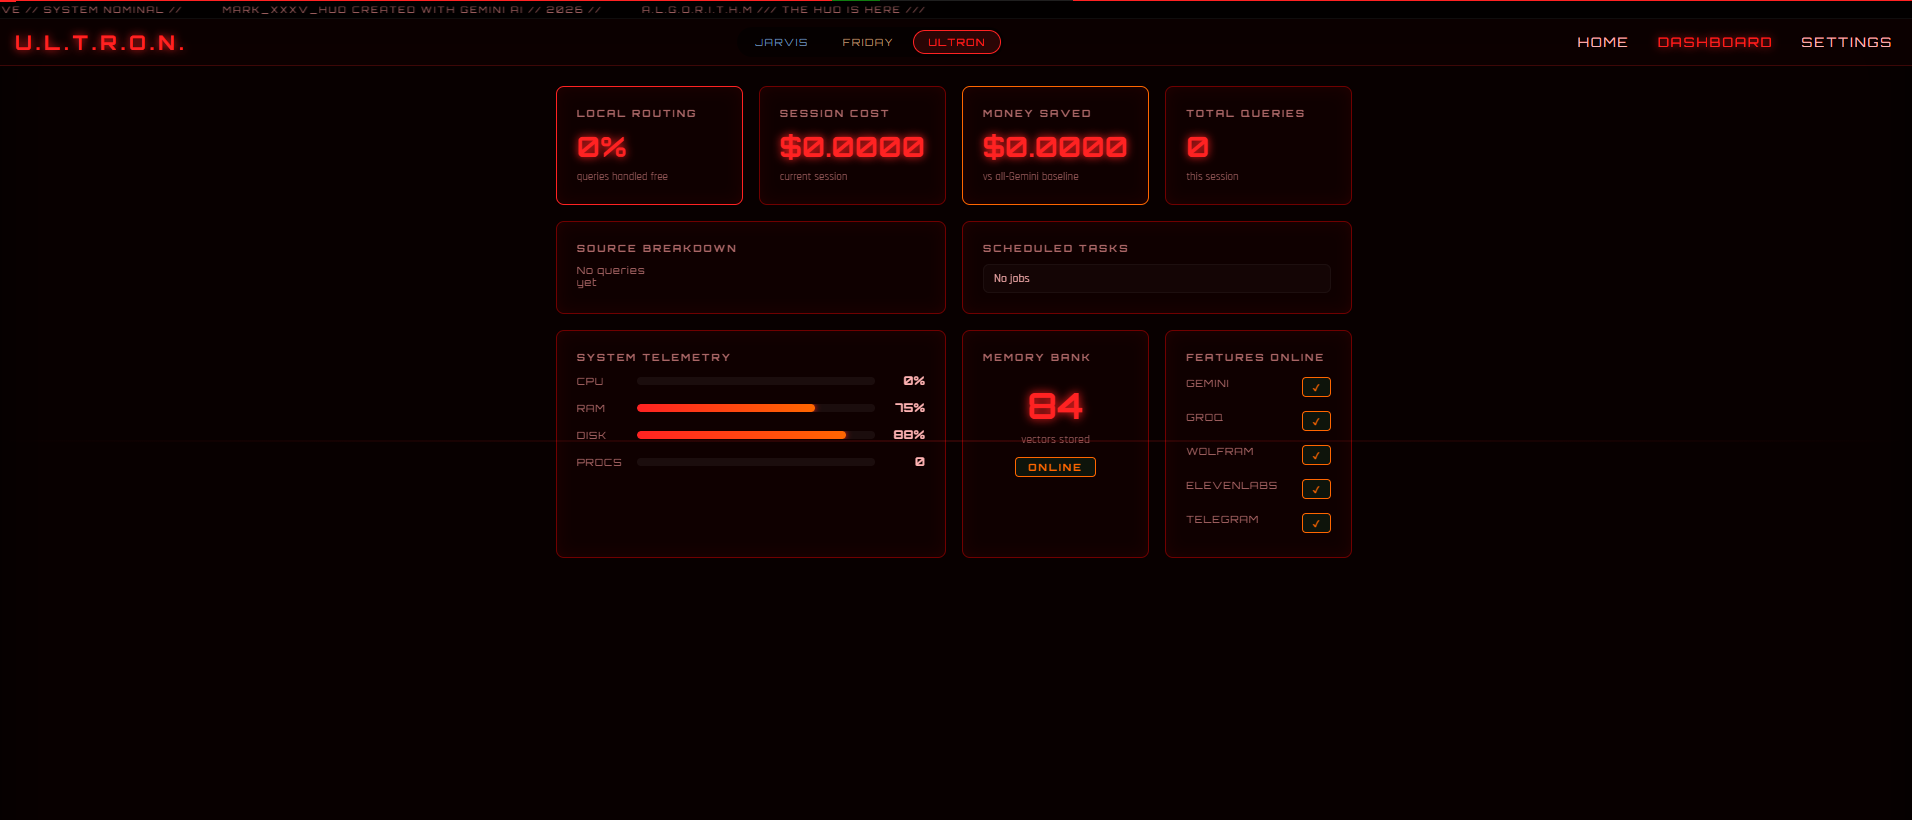 VE // SYSTEM NOMINAL // MARK_XXXV_HUD CREATED WITH GEMINI AI // 2026 // A.L.G.O.R.I.T.H.M /// THE HUD IS HERE ///
U.L.T.R.O.N. JARVIS FRIDAY ULTRON HOME DASHBOARD SETTINGS
LOCAL ROUTING
0%
queries handled free
SESSION COST
$0.0000
current session
MONEY SAVED
$0.0000
vs all-Gemini baseline
TOTAL QUERIES
0
this session
SOURCE BREAKDOWN
No queries
yet
SCHEDULED TASKS
No jobs
SYSTEM TELEMETRY
CPU 0%
RAM 75%
DISK 88%
PROCS 0
MEMORY BANK
84
vectors stored
ONLINE
FEATURES ONLINE
GEMINI ✓
GROQ ✓
WOLFRAM ✓
ELEVENLABS ✓
TELEGRAM ✓